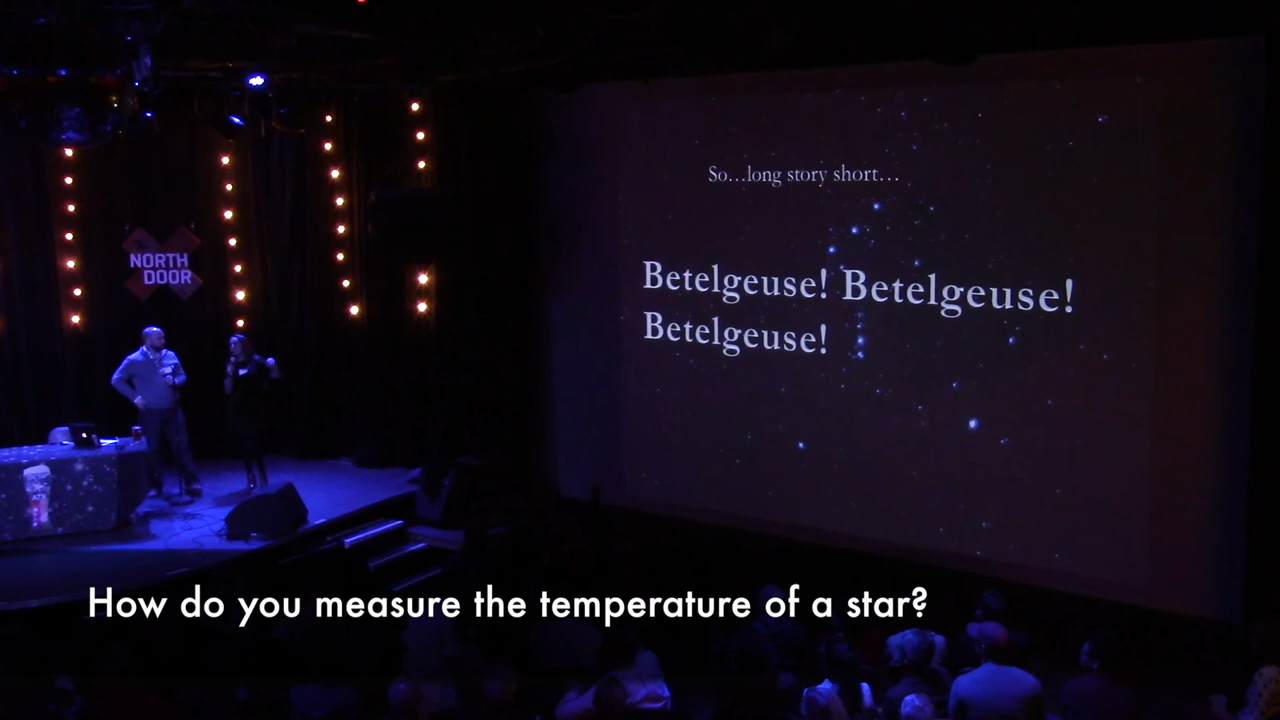 NORTH
DOOR
So...long story short...
Betelgeuse! Betelgeuse!
Betelgeuse!
How do you measure the temperature of a star?